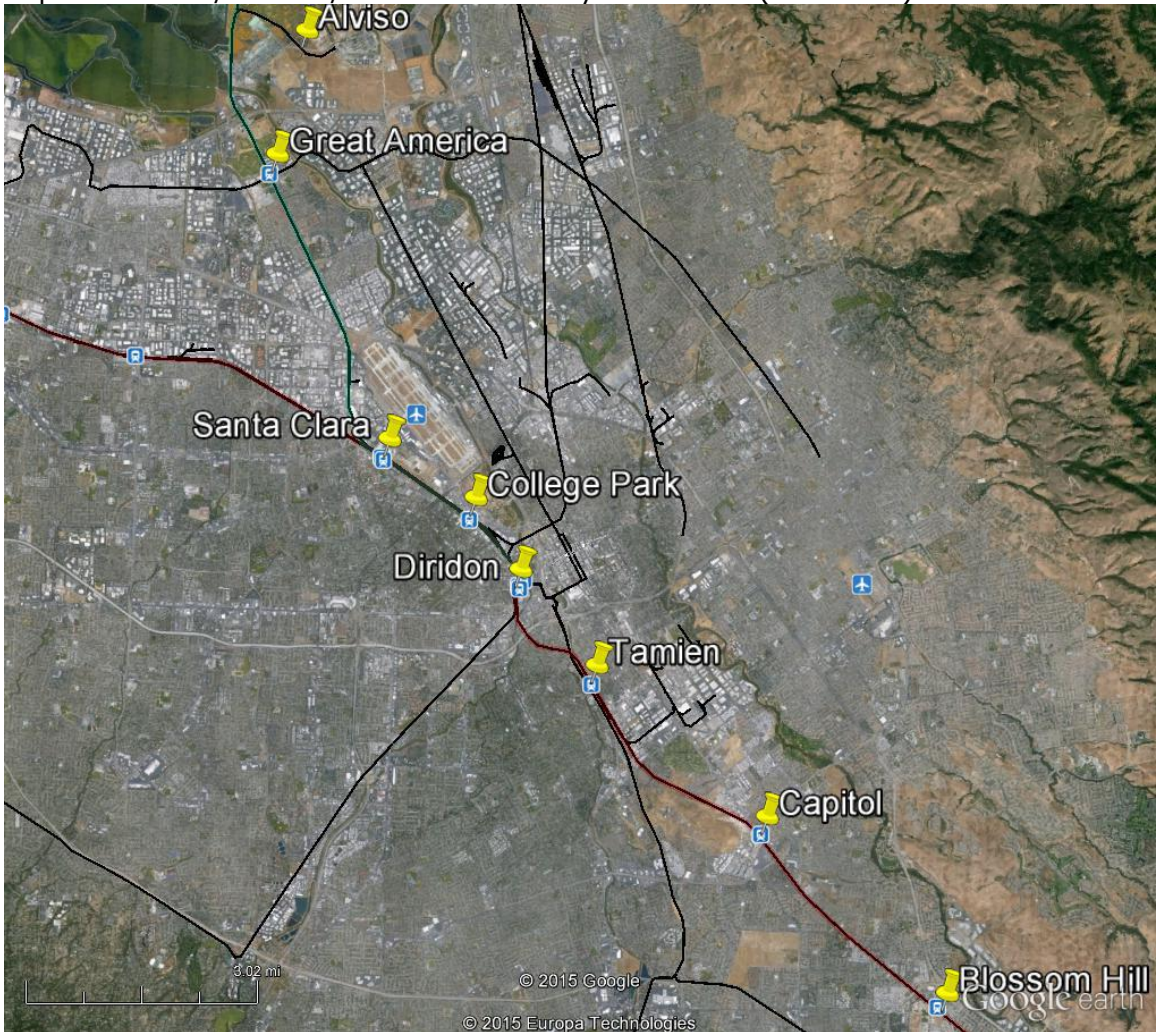 Alviso
Great America
Santa Clara
College Park
Diridon
Tamien
Capitol
3.02 mi
© 2015 Google
Blossom Hill
Google earth
© 2015 Europa Technologies